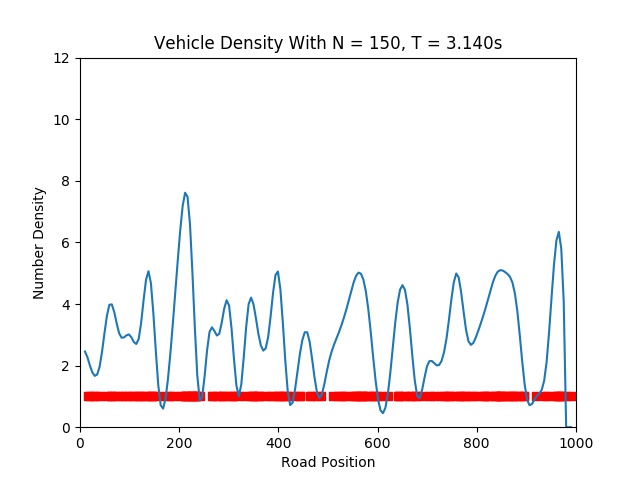 Vehicle Density With N = 150, T = 3.140s
12
10
8
6
4
2
0
Number Density
0 200 400 600 800 1000
Road Position